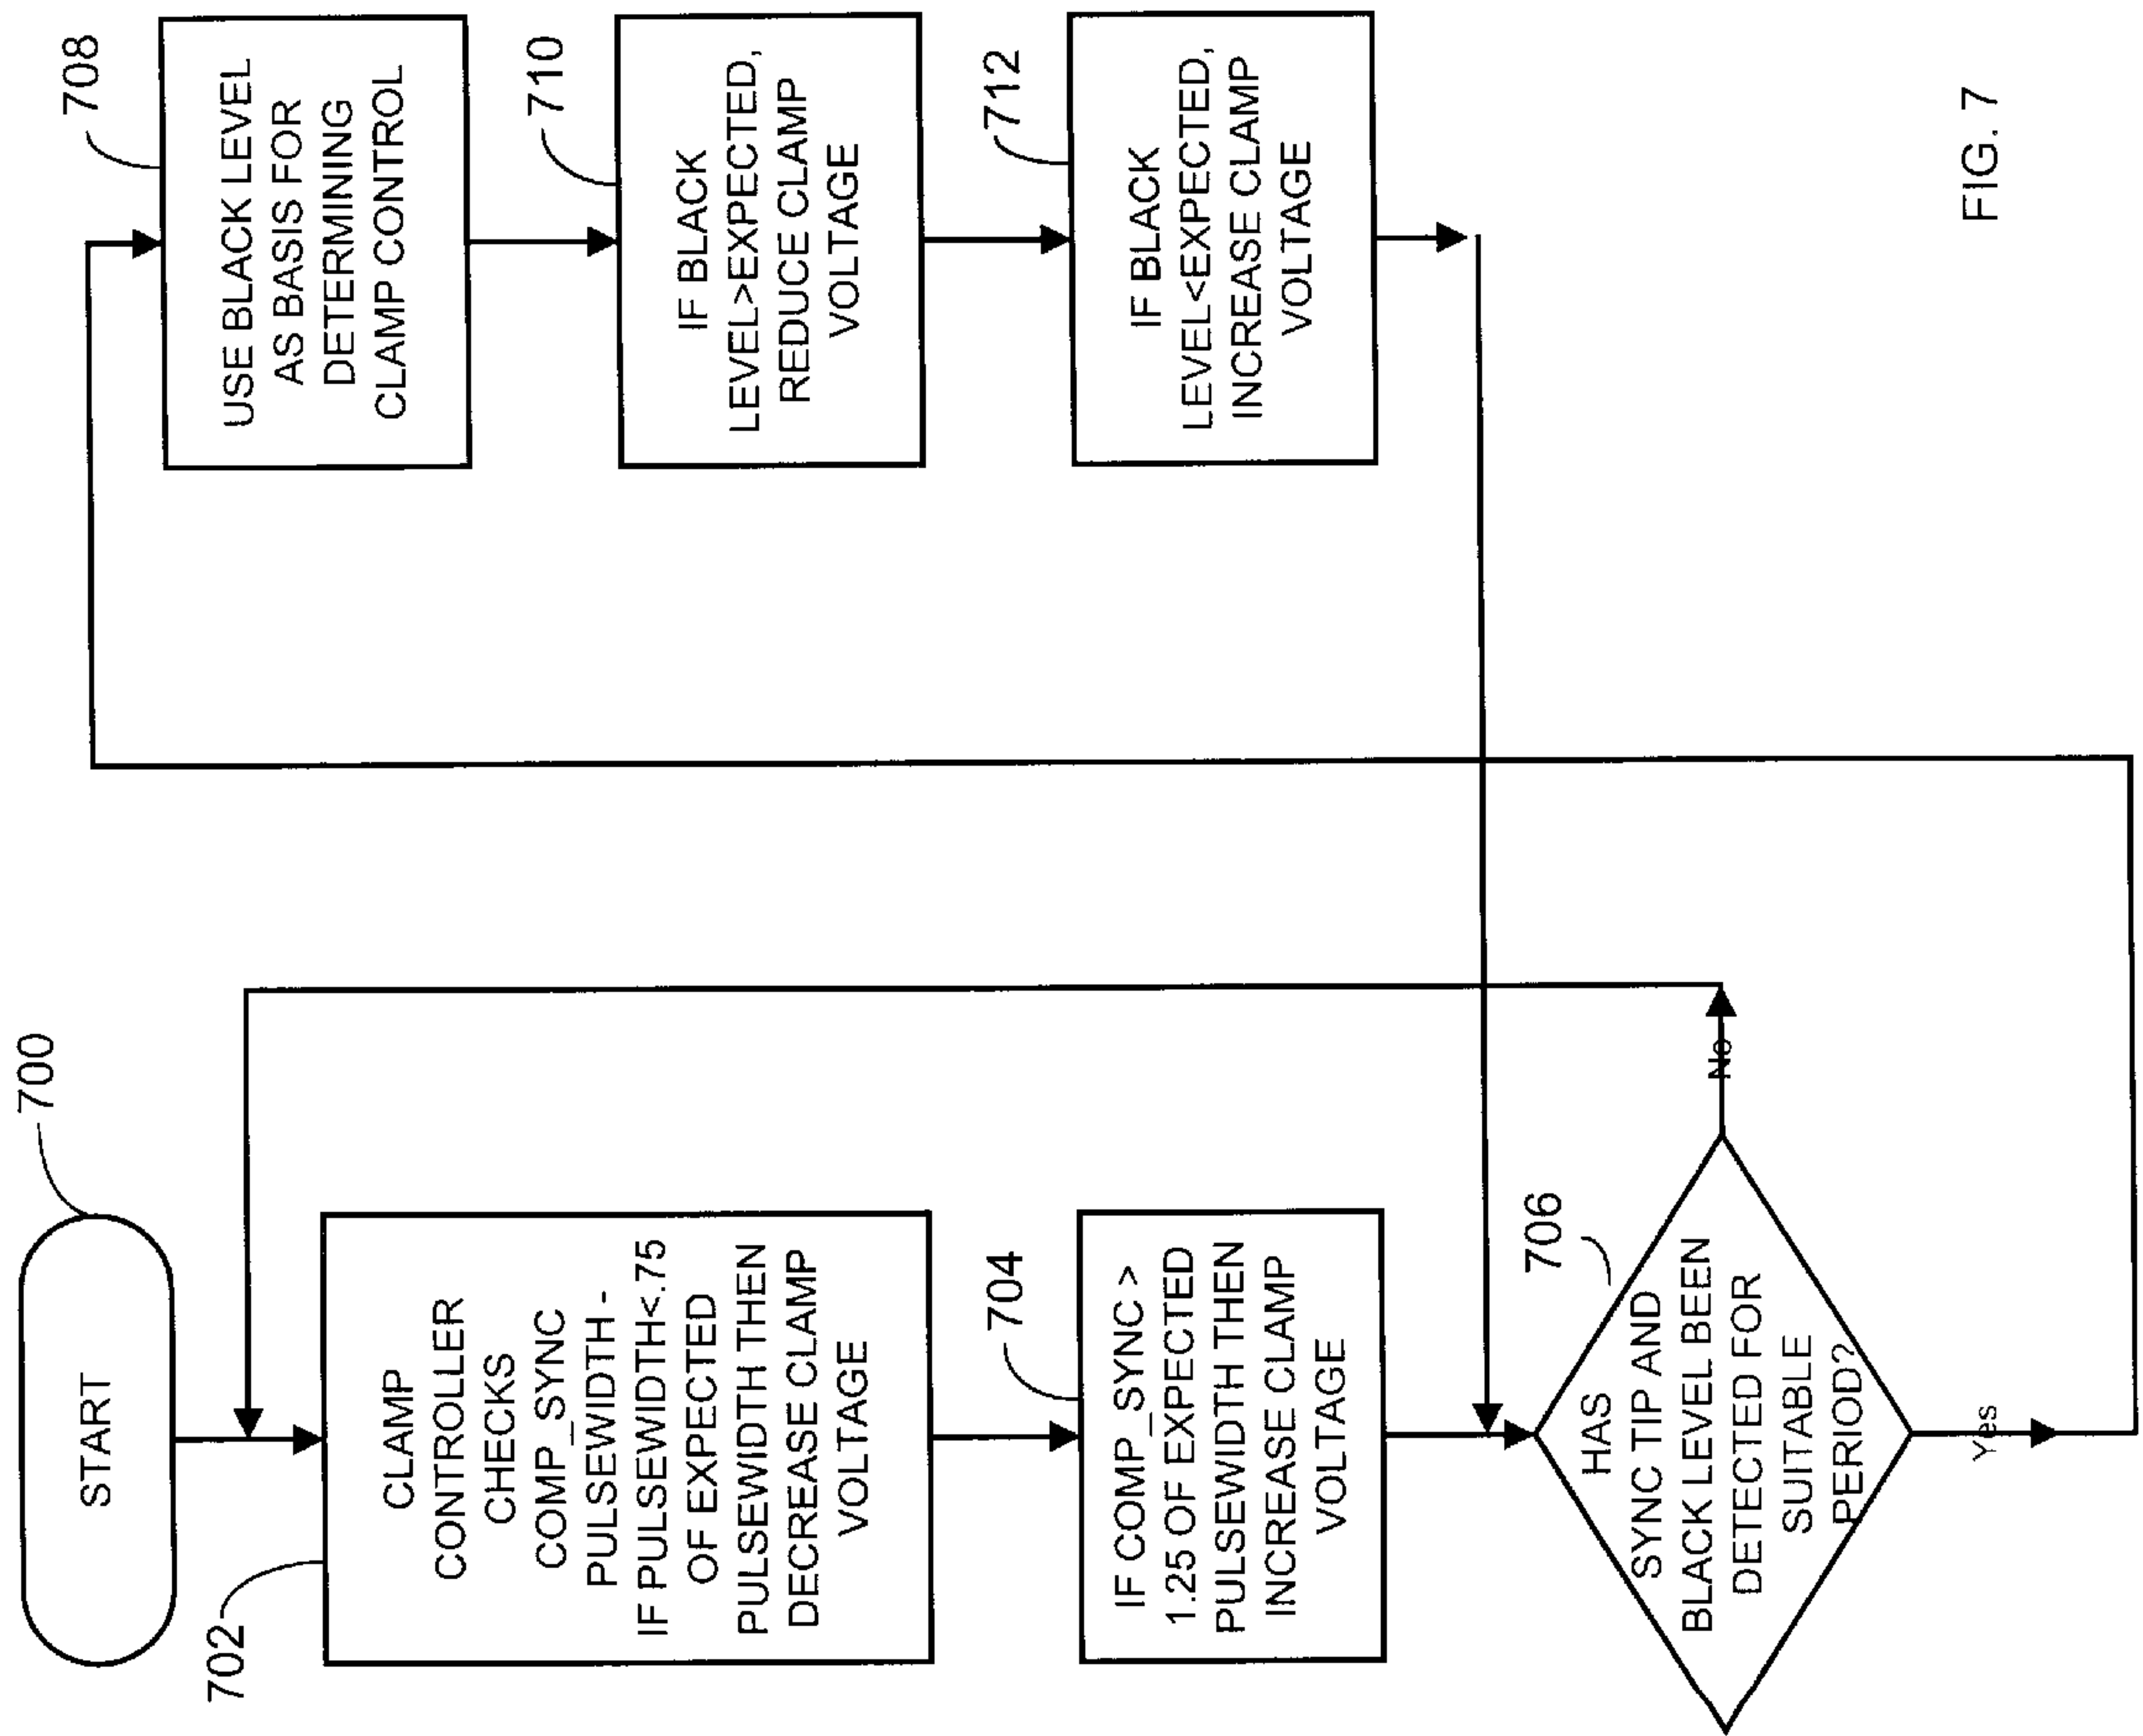 700
START
702
CLAMP
CONTROLLER
CHECKS
COMP_SYNC
PULSEWIDTH -
IF PULSEWIDTH<.75
OF EXPECTED
PULSEWIDTH THEN
DECREASE CLAMP
VOLTAGE
704
IF COMP_SYNC >
1.25 OF EXPECTED
PULSEWIDTH THEN
INCREASE CLAMP
VOLTAGE
706
HAS
SYNC TIP AND
BLACK LEVEL BEEN
DETECTED FOR
SUITABLE
PERIOD?
No
Yes
708
USE BLACK LEVEL
AS BASIS FOR
DETERMINING
CLAMP CONTROL
710
IF BLACK
LEVEL>EXPECTED,
REDUCE CLAMP
VOLTAGE
712
IF BLACK
LEVEL<EXPECTED,
INCREASE CLAMP
VOLTAGE
FIG. 7